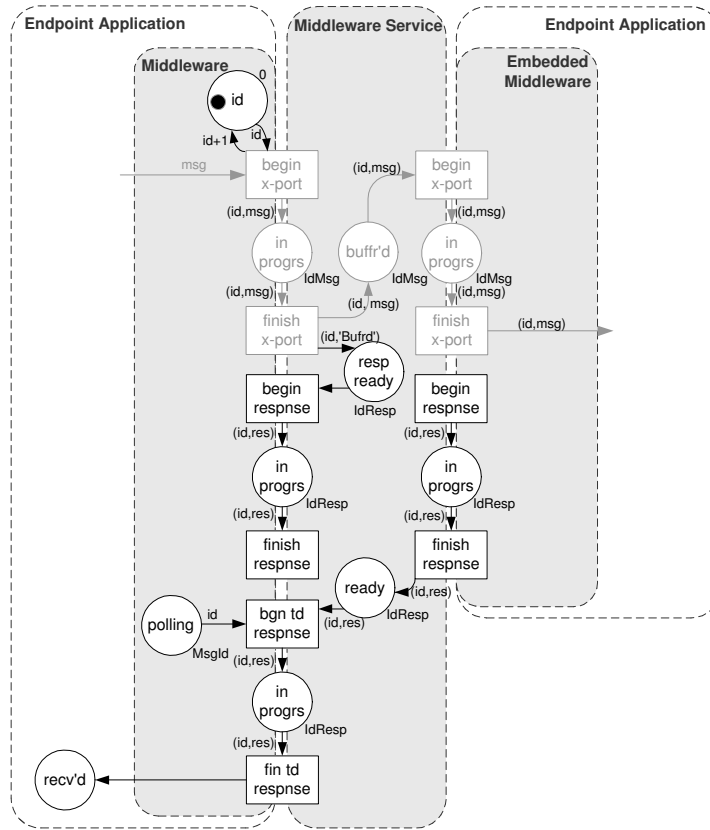 Endpoint Application
Middleware Service
Endpoint Application
Middleware
Embedded
Middleware
0
id
id+1
id
msg
begin
x-port
(id,msg)
begin
x-port
(id,msg)
(id,msg)
in
progrs
IdMsg
buffr'd
IdMsg
in
progrs
IdMsg
(id,msg)
(id, msg)
(id,msg)
finish
x-port
finish
x-port
(id,msg)
(id,'Bufrd')
resp
ready
IdResp
begin
respnse
begin
respnse
(id,res)
(id,res)
in
progrs
IdResp
in
progrs
IdResp
(id,res)
(id,res)
finish
respnse
finish
respnse
ready
(id,res)
IdResp
(id,res)
polling
id
MsgId
bgn td
respnse
(id,res)
in
progrs
IdResp
(id,res)
recv'd
fin td
respnse